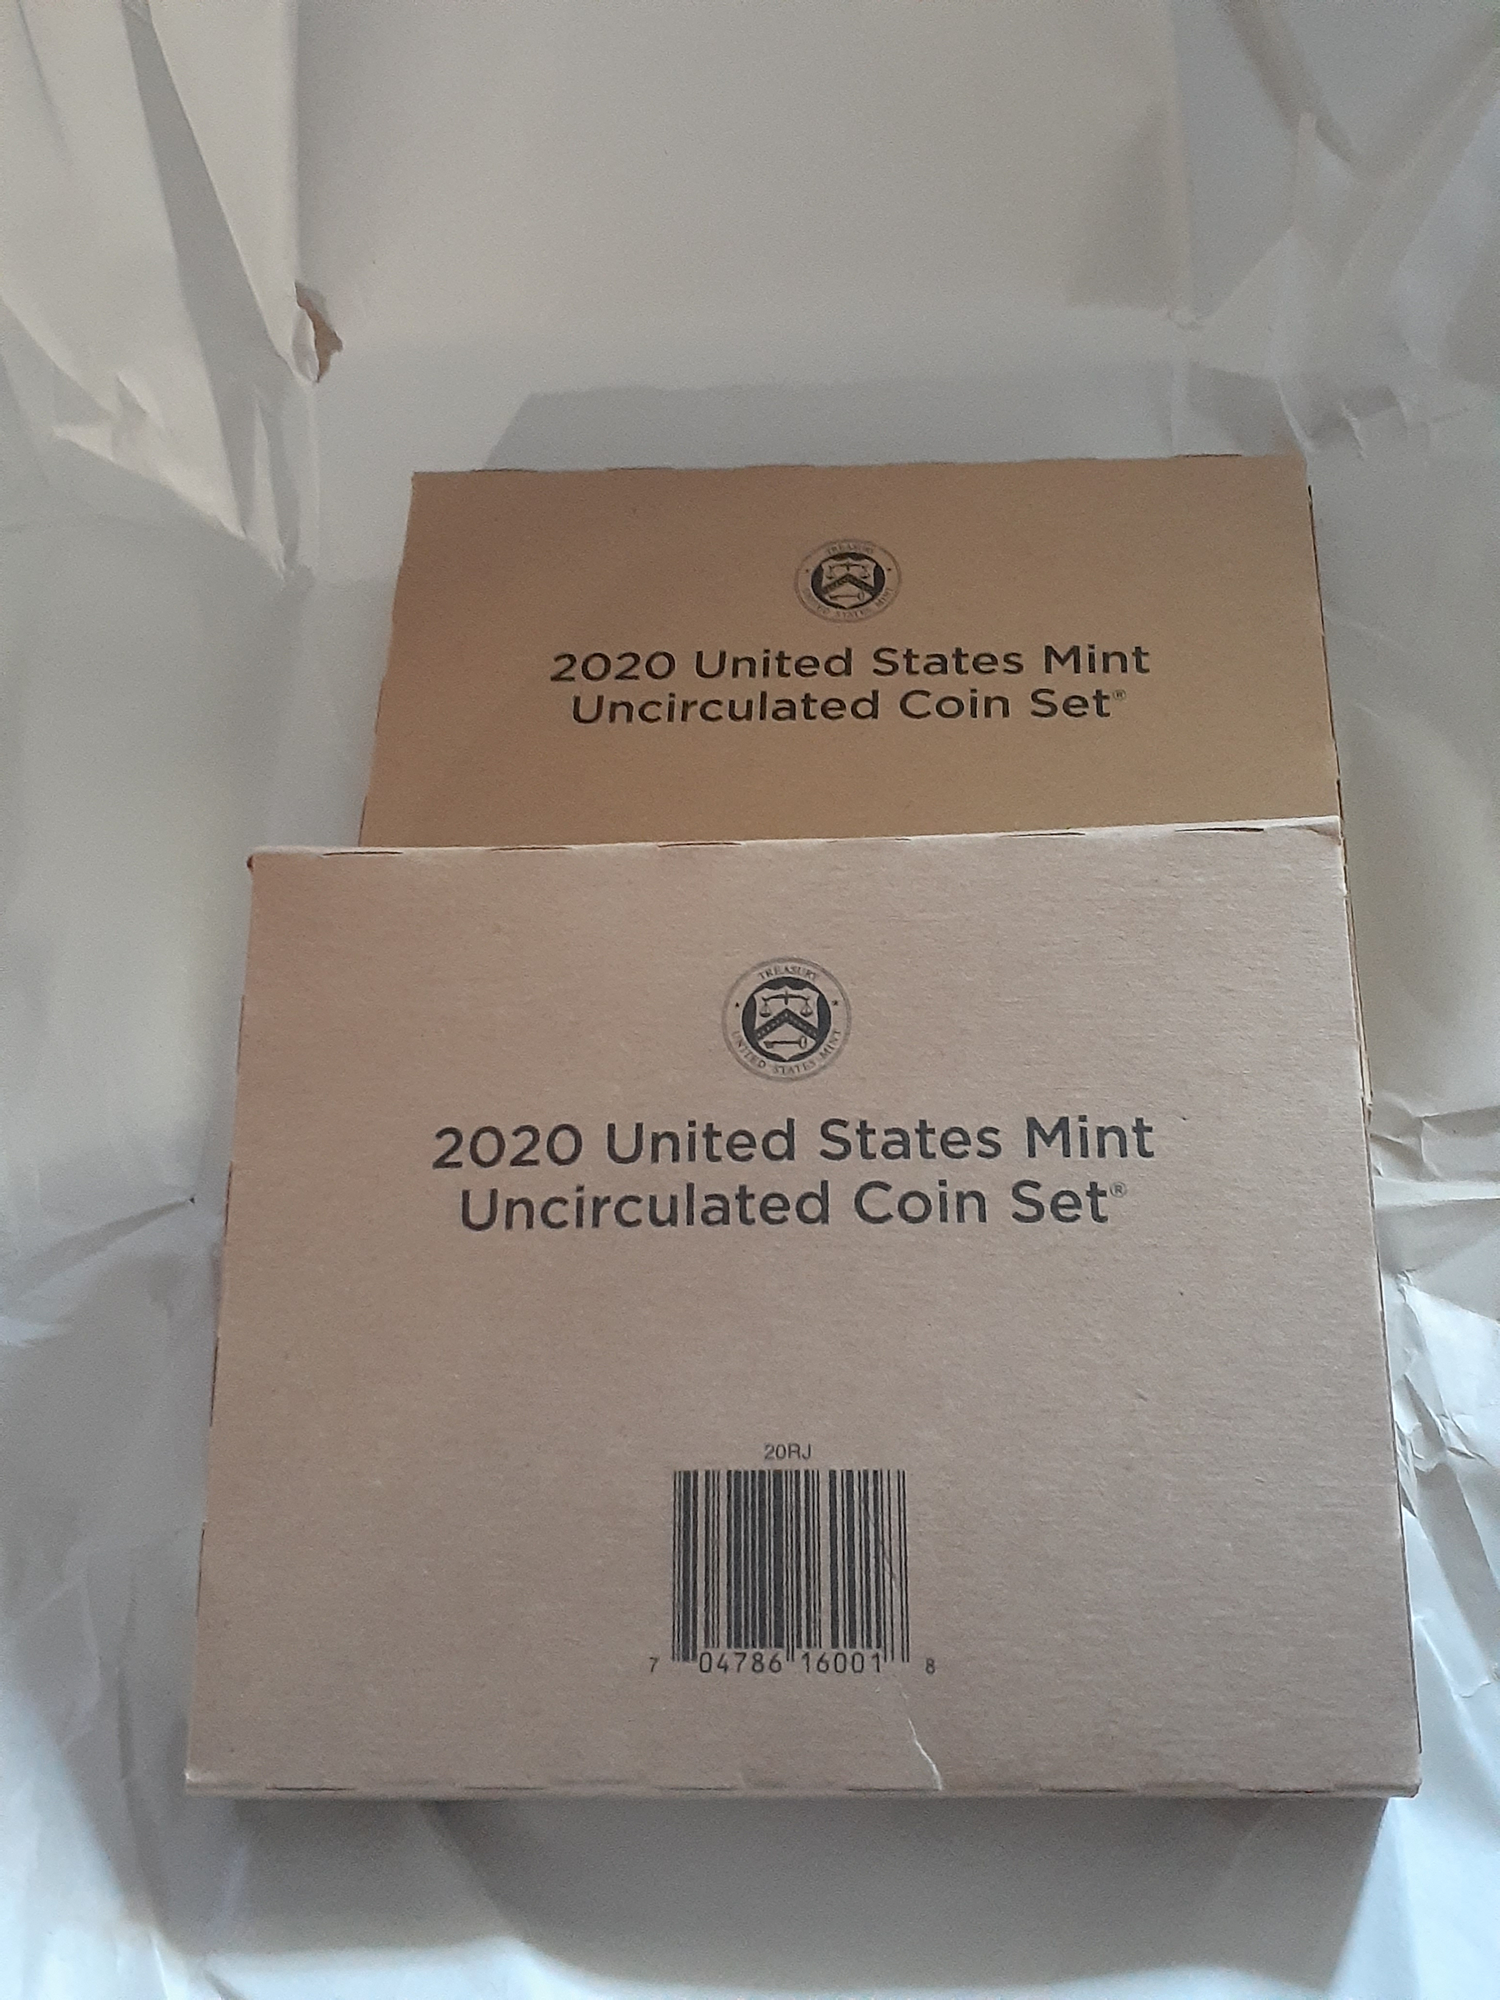 TREASURY
UNITED STATES MINT
2020 United States Mint
Uncirculated Coin Set®
TREASURY
UNITED STATES MINT
2020 United States Mint
Uncirculated Coin Set®
20RJ
7 04786 16001 8